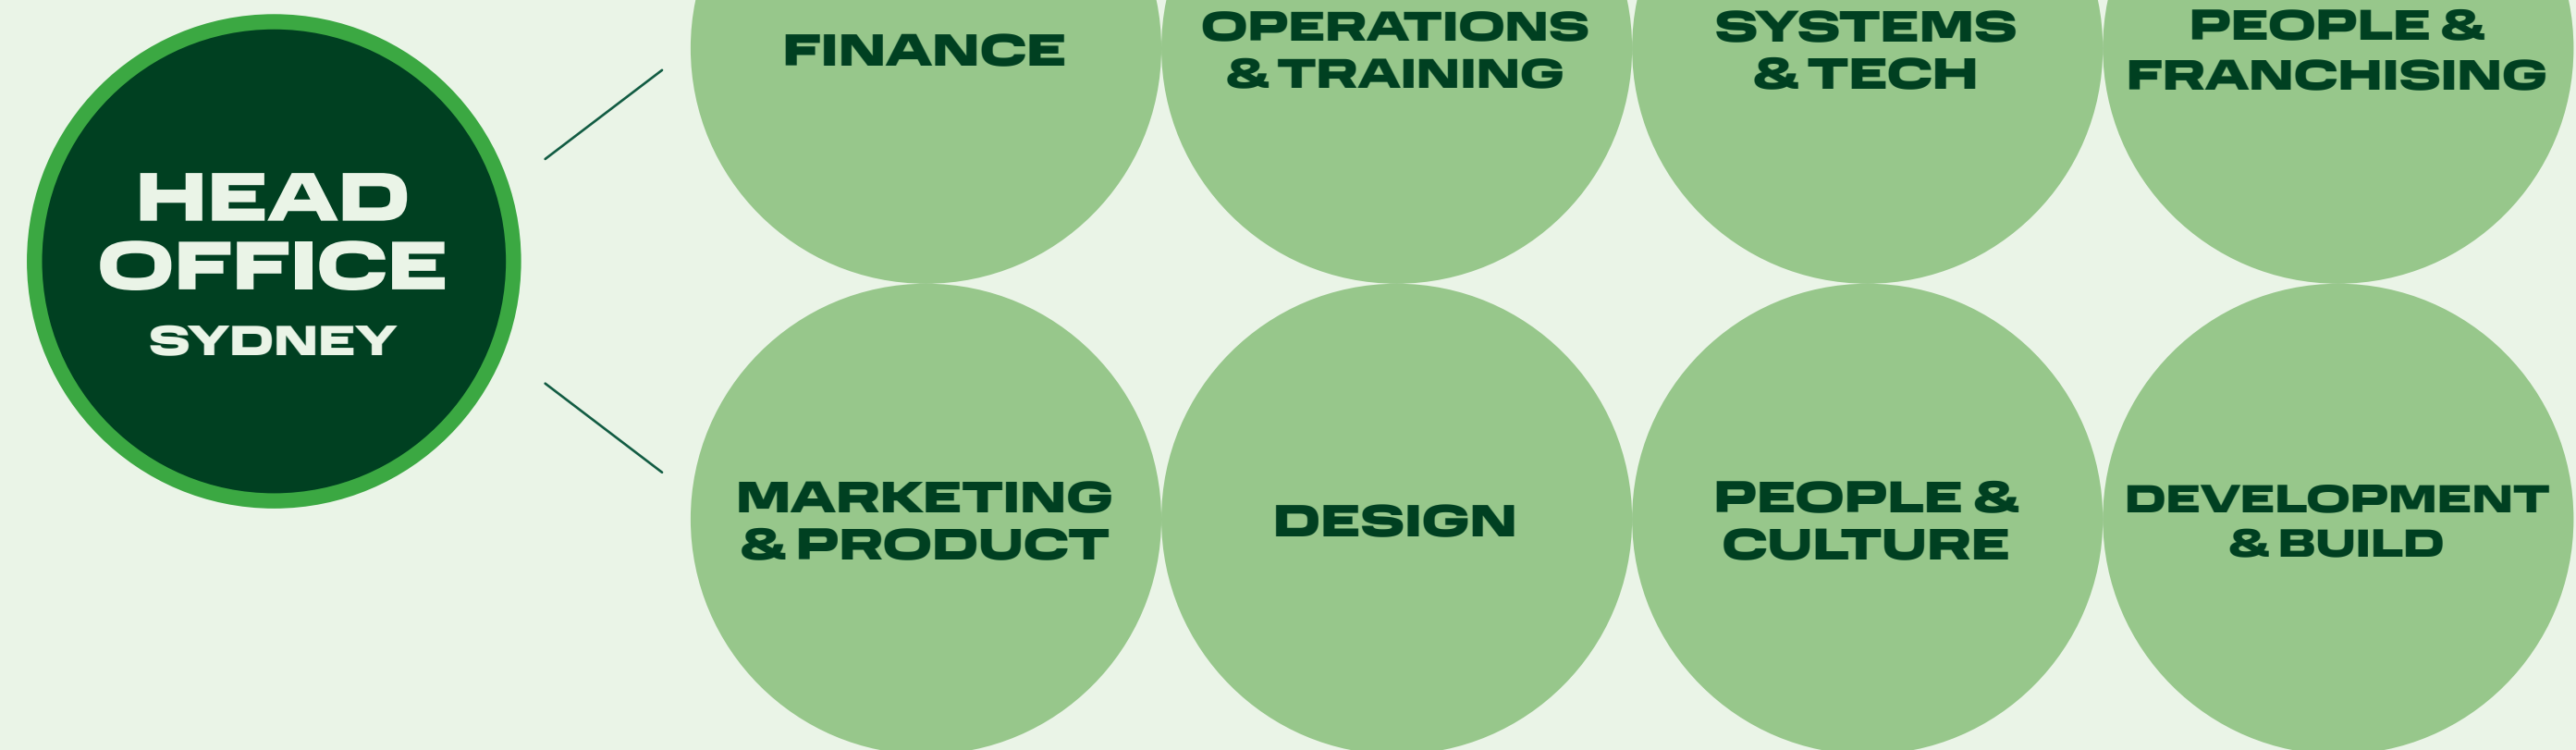 HEAD
OFFICE
SYDNEY
FINANCE
OPERATIONS
& TRAINING
SYSTEMS
& TECH
PEOPLE &
FRANCHISING
MARKETING
& PRODUCT
DESIGN
PEOPLE &
CULTURE
DEVELOPMENT
& BUILD